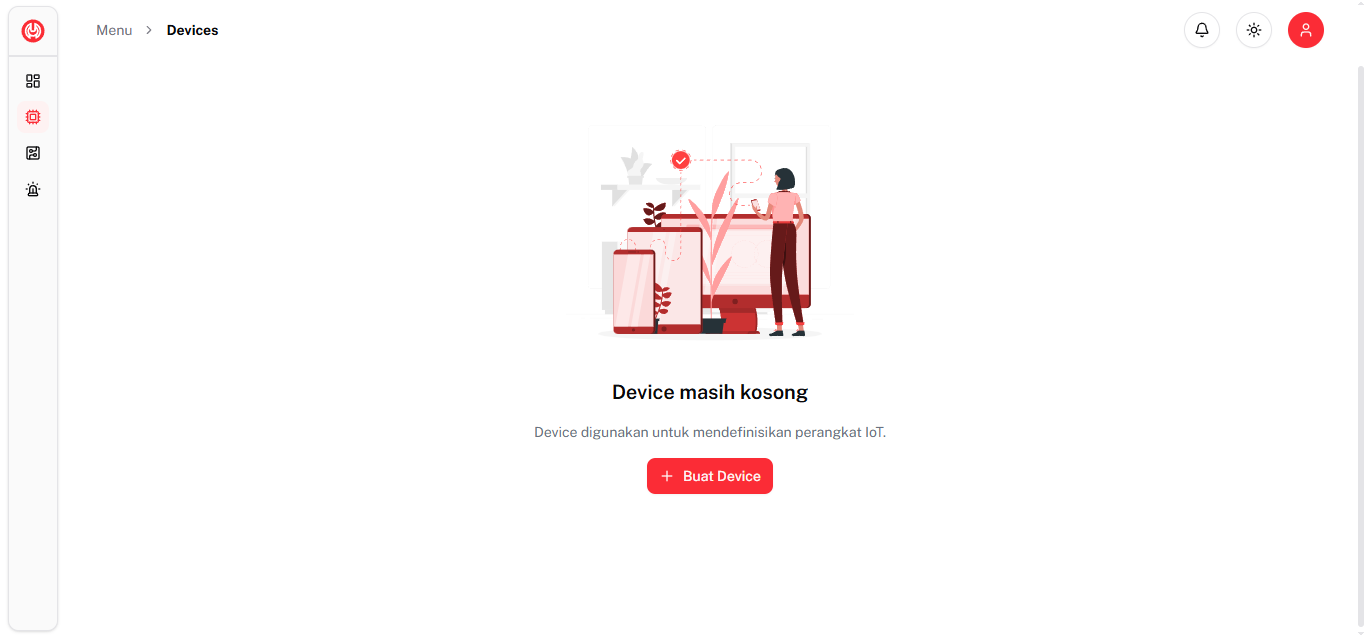 Menu > Devices
Device masih kosong
Device digunakan untuk mendefinisikan perangkat IoT.
+ Buat Device